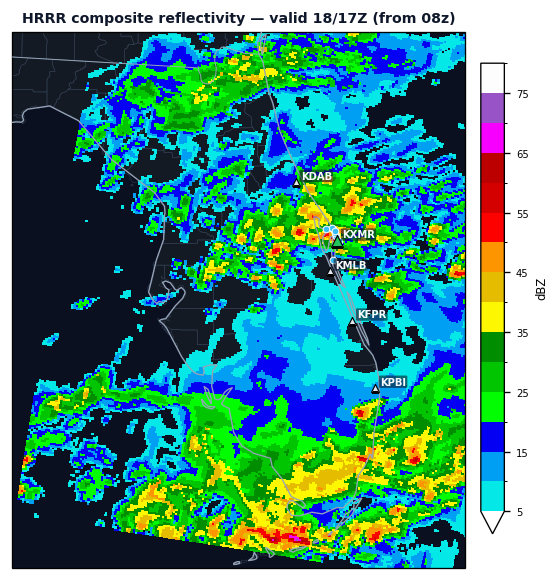 HRRR composite reflectivity — valid 18/17Z (from 08z)
KDAB
KXMR
KMLB
KFPR
KPBI
75
65
55
45
35
25
15
5
dBZ